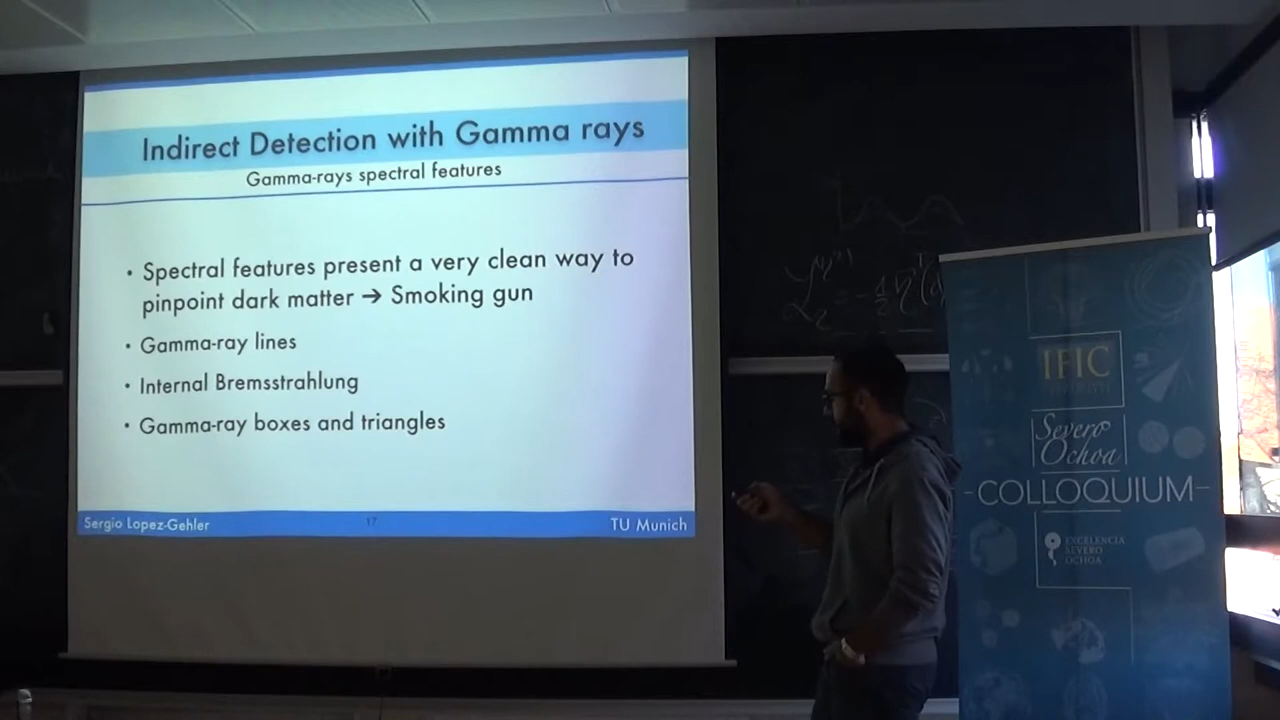 Indirect Detection with Gamma rays
Gamma-rays spectral features
• Spectral features present a very clean way to
pinpoint dark matter → Smoking gun
• Gamma-ray lines
• Internal Bremsstrahlung
• Gamma-ray boxes and triangles
Sergio Lopez-Gehler 17 TU Munich
IFIC
Severo
Ochoa
-COLLOQUIUM-
EXCELENCIA
SEVERO
OCHOA